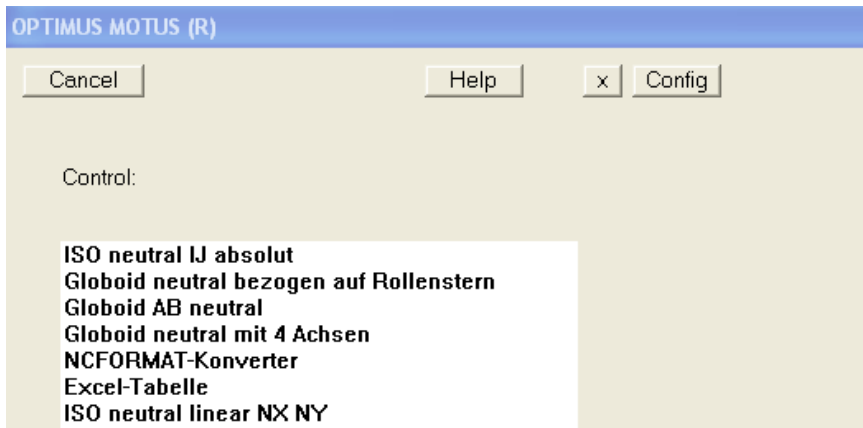 OPTIMUS MOTUS (R)
Cancel Help x Config
Control:
ISO neutral IJ absolut
Globoid neutral bezogen auf Rollenstern
Globoid AB neutral
Globoid neutral mit 4 Achsen
NCFORMAT-Konverter
Excel-Tabelle
ISO neutral linear NX NY